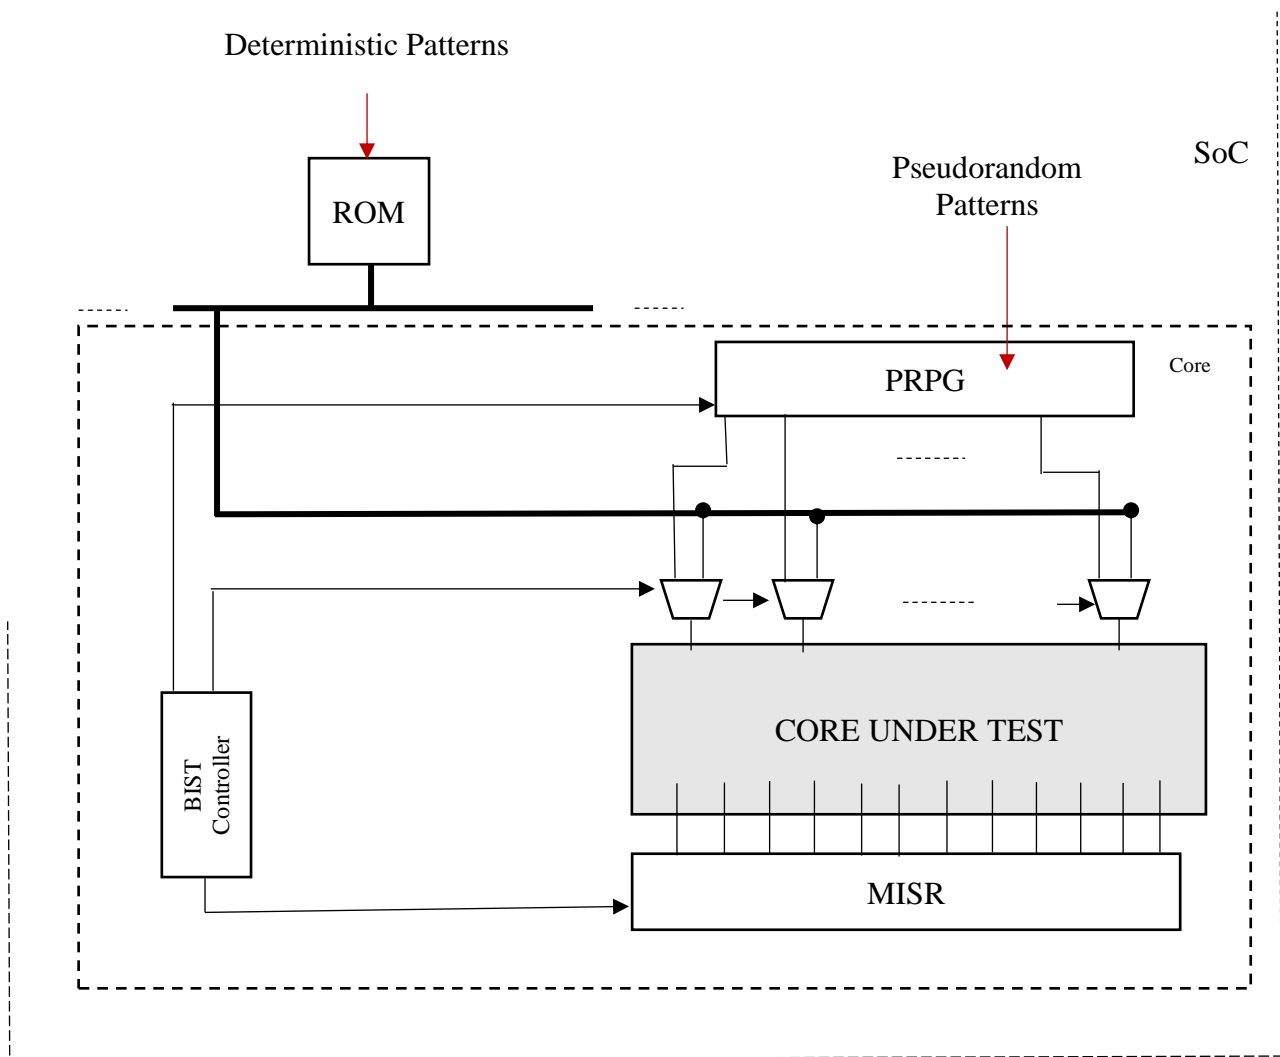 Deterministic Patterns
SoC
Pseudorandom
Patterns
ROM
Core
PRPG
CORE UNDER TEST
BIST
Controller
MISR